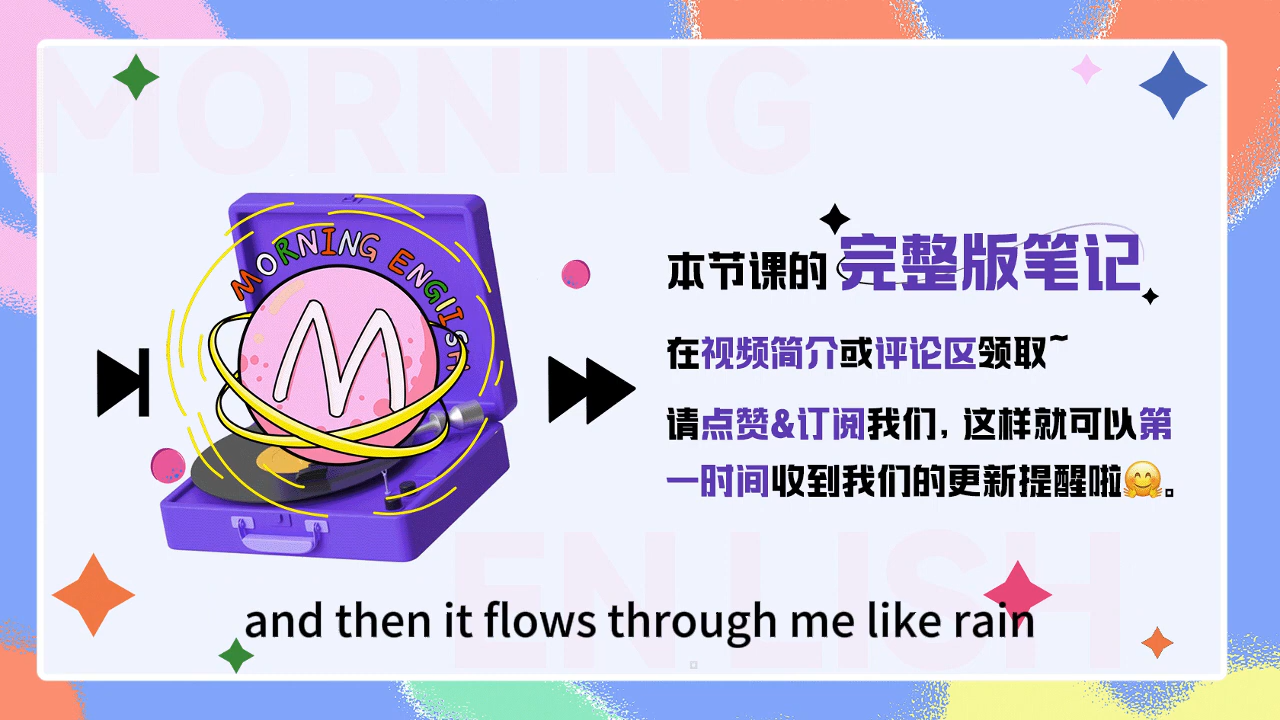 MORNING
MORNING ENGLISH
M
本节课的 完整版笔记
在视频简介或评论区领取~
请点赞&订阅我们, 这样就可以第
一时间收到我们的更新提醒啦🤗。
EN LISH
and then it flows through me like rain